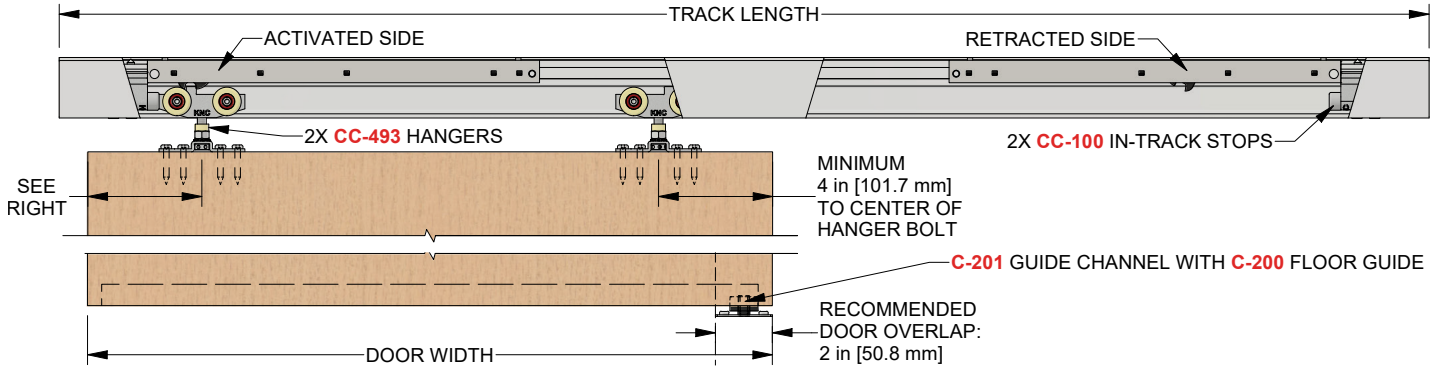 TRACK LENGTH
ACTIVATED SIDE
RETRACTED SIDE
KNC
KNC
2X CC-493 HANGERS
2X CC-100 IN-TRACK STOPS
SEE
RIGHT
MINIMUM
4 in [101.7 mm]
TO CENTER OF
HANGER BOLT
C-201 GUIDE CHANNEL WITH C-200 FLOOR GUIDE
RECOMMENDED
DOOR OVERLAP:
2 in [50.8 mm]
DOOR WIDTH